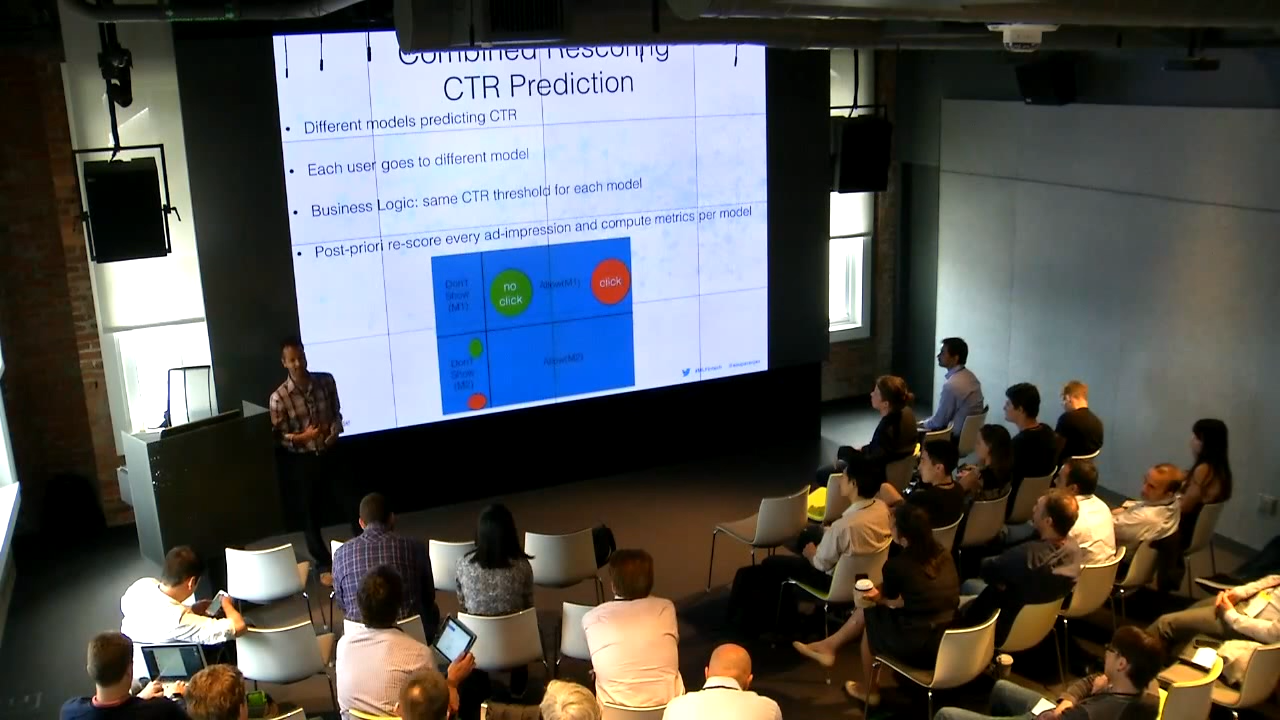 Combined Rescoring
CTR Prediction
• Different models predicting CTR
• Each user goes to different model
• Business Logic: same CTR threshold for each model
• Post-priori re-score every ad-impression and compute metrics per model
Don't
Show
(M1)
no
click
Allow(M1)
click
Don't
Show
(M2)
Allow(M2)